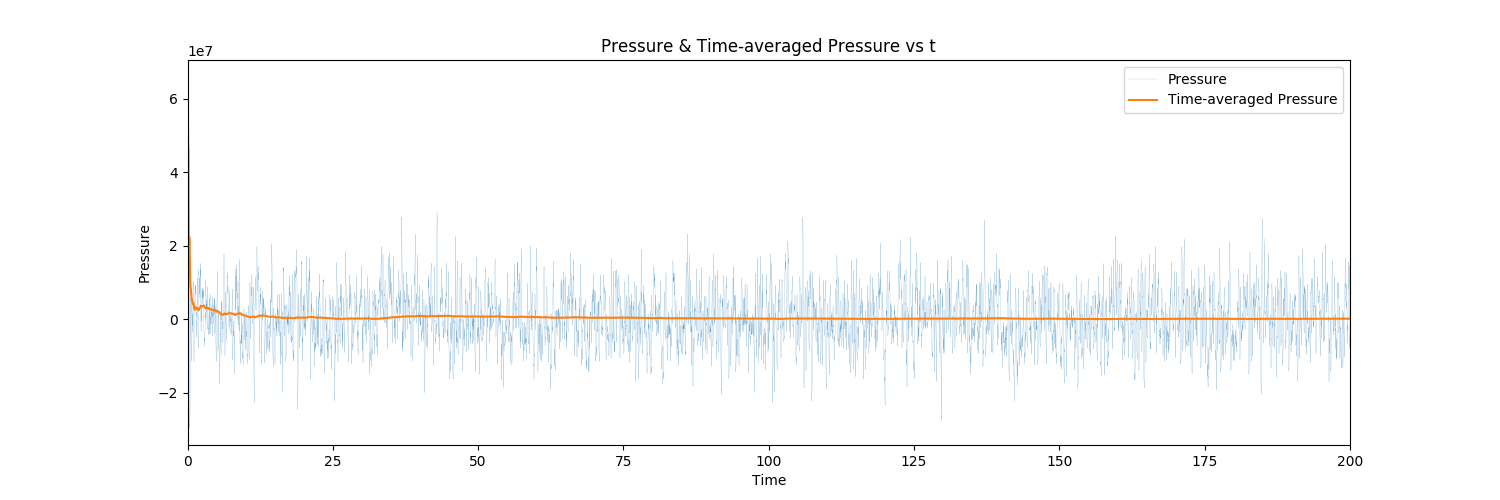 Pressure & Time-averaged Pressure vs t
1e7
Pressure
Time-averaged Pressure
6
4
2
0
−2
Pressure
0 25 50 75 100 125 150 175 200
Time